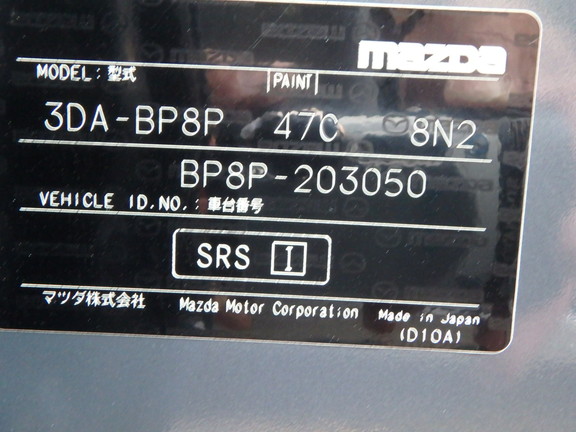 mazda
MODEL: 型式 PAINT
3DA-BP8P 47C 8N2
BP8P-203050
VEHICLE ID.NO.: 車台番号
SRS I
マツダ株式会社 Mazda Motor Corporation Made in Japan
(D10A)